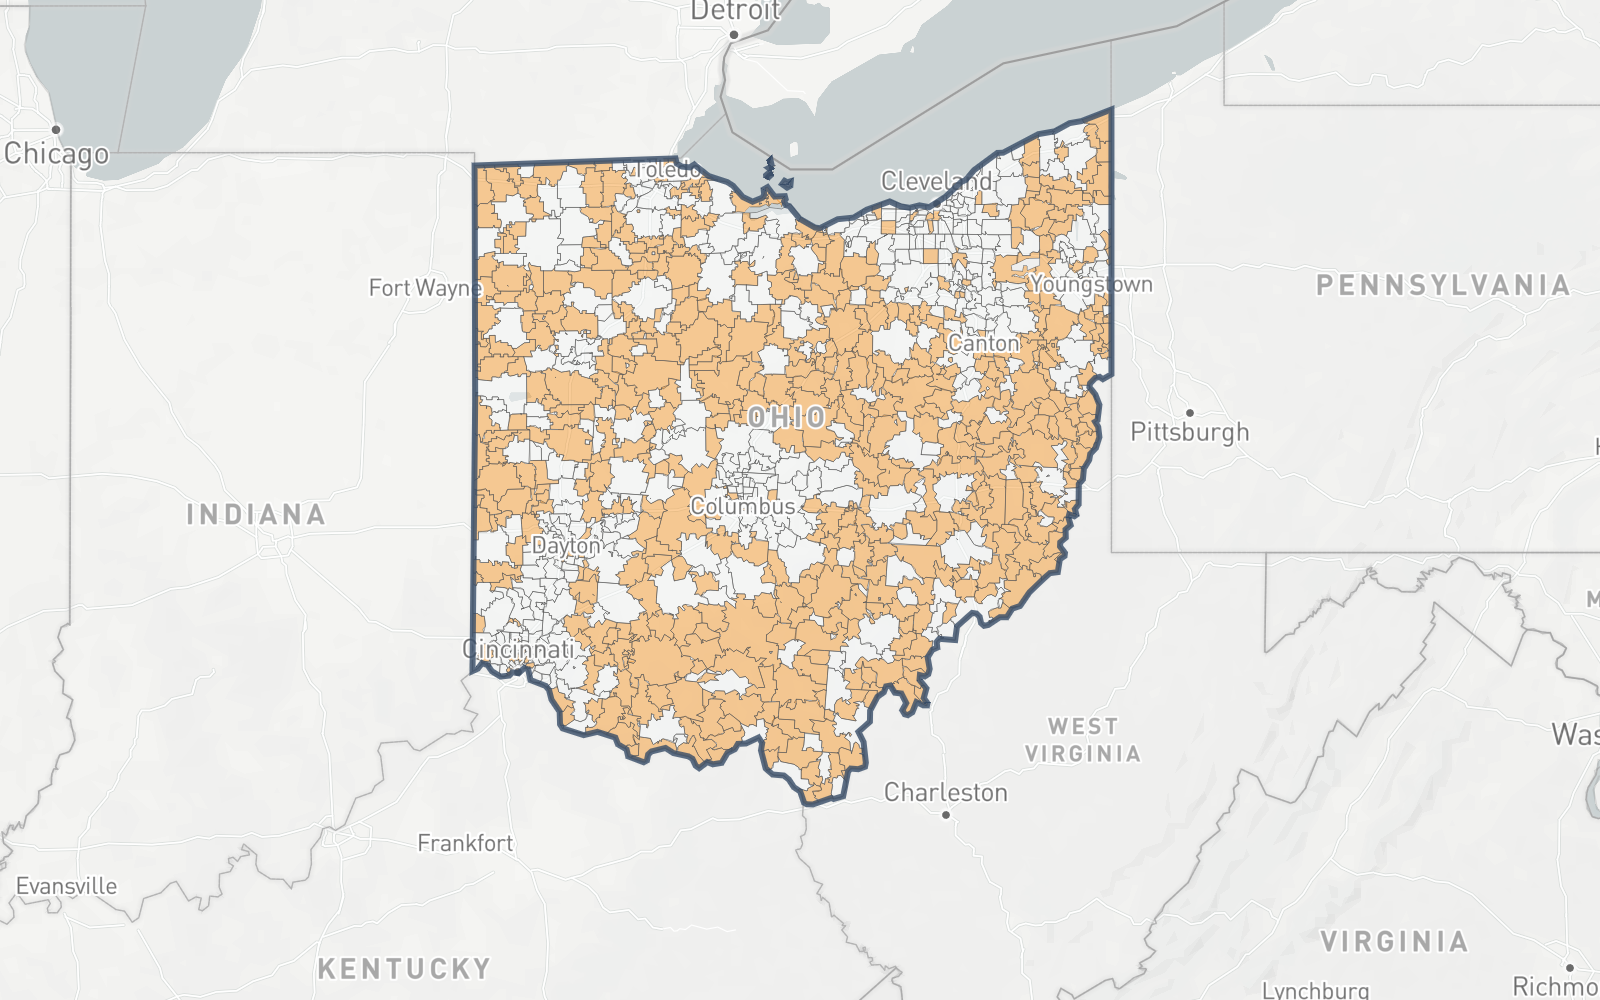 Detroit
Chicago
Toledo
Cleveland
Fort Wayne
Youngstown
PENNSYLVANIA
Canton
OHIO
Pittsburgh
INDIANA
Columbus
Dayton
Cincinnati
WEST
VIRGINIA
Was
Charleston
Frankfort
Evansville
VIRGINIA
KENTUCKY
Lynchburg
Richmo